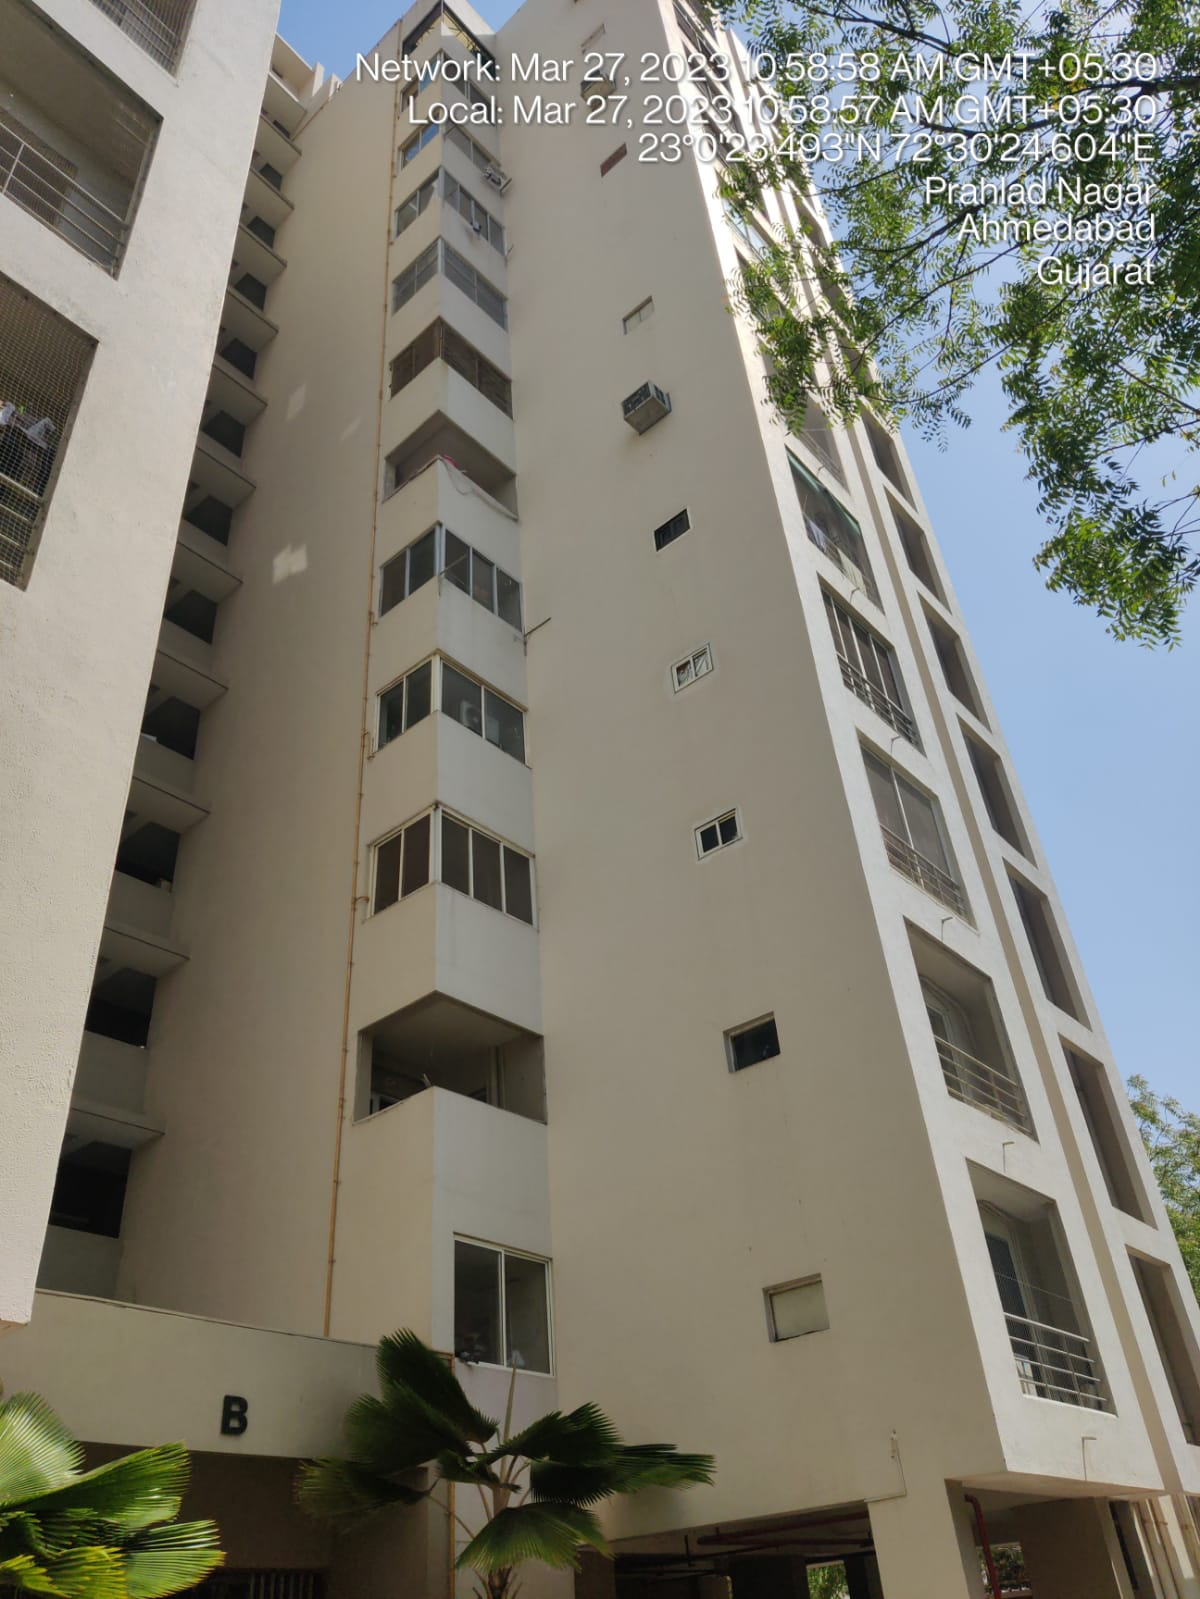 Network: Mar 27, 2023 10:58:58 AM GMT+05:30
Local: Mar 27, 2023 10:58:57 AM GMT+05:30
23°0'23.493"N 72°30'24.604"E
Prahlad Nagar
Ahmedabad
Gujarat
B